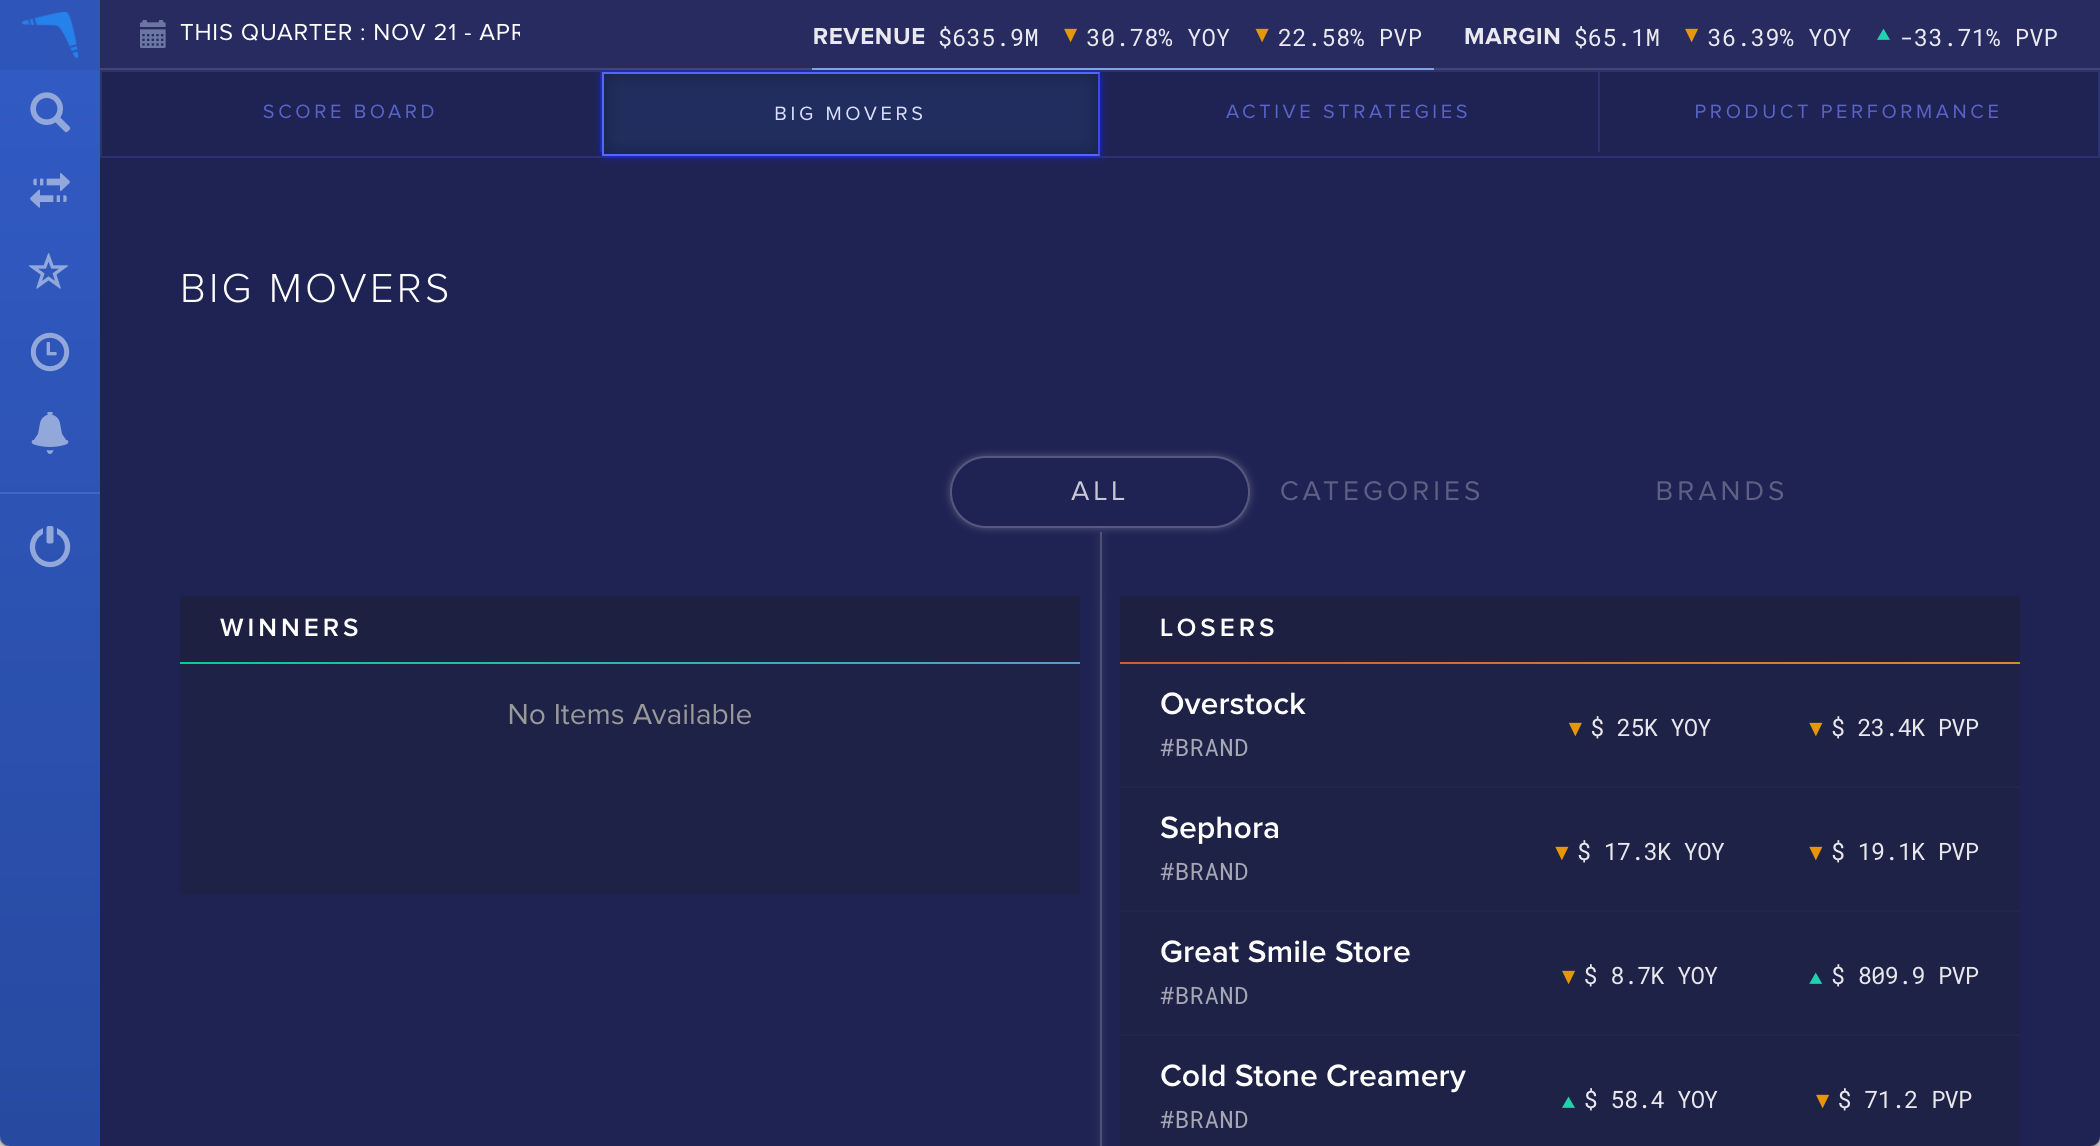 THIS QUARTER : NOV 21 - APR
REVENUE $635.9M ▼ 30.78% YOY ▼ 22.58% PVP MARGIN $65.1M ▼ 36.39% YOY ▲ -33.71% PVP
SCORE BOARD
BIG MOVERS
ACTIVE STRATEGIES
PRODUCT PERFORMANCE
BIG MOVERS
ALL
CATEGORIES
BRANDS
WINNERS
No Items Available
LOSERS
Overstock
#BRAND
▼ $ 25K YOY ▼ $ 23.4K PVP
Sephora
#BRAND
▼ $ 17.3K YOY ▼ $ 19.1K PVP
Great Smile Store
#BRAND
▼ $ 8.7K YOY ▲ $ 809.9 PVP
Cold Stone Creamery
#BRAND
▲ $ 58.4 YOY ▼ $ 71.2 PVP